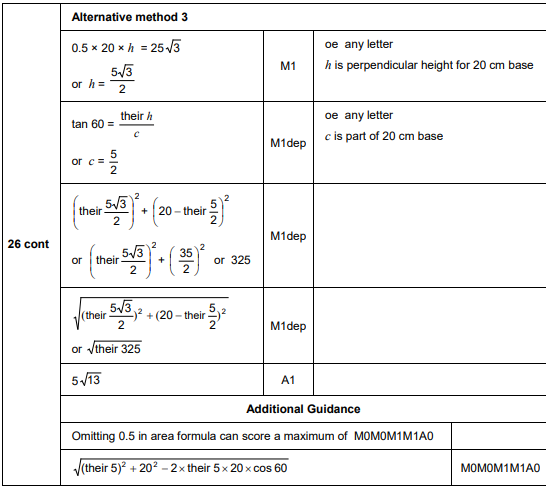 Alternative method 3
0.5 × 20 × h = 25√3
or h = 5√3/2
M1
oe any letter
h is perpendicular height for 20 cm base
tan 60 = their h/c
or c = 5/2
M1dep
oe any letter
c is part of 20 cm base
26 cont
(their 5√3/2)² + (20 – their 5/2)²
or (their 5√3/2)² + (35/2)² or 325
M1dep
√((their 5√3/2)² + (20 – their 5/2)²)
or √their 325
M1dep
5√13
A1
Additional Guidance
Omitting 0.5 in area formula can score a maximum of M0M0M1M1A0
√((their 5)² + 20² – 2 × their 5 × 20 × cos 60)
M0M0M1M1A0